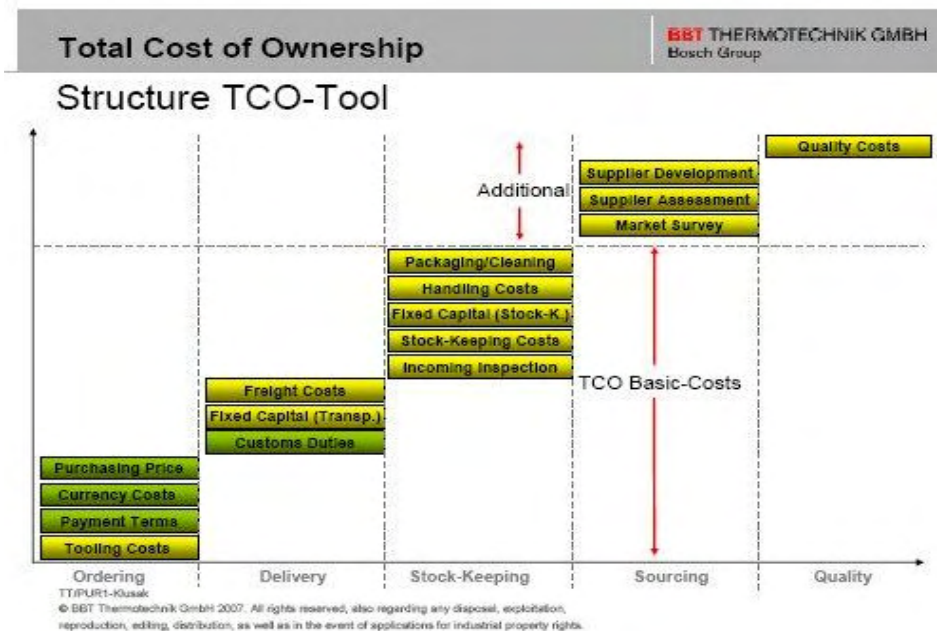 Total Cost of Ownership
BBT THERMOTECHNIK GMBH
Bosch Group
Structure TCO-Tool
Quality Costs
Supplier Development
Additional
Supplier Assessment
Market Survey
Packaging/Cleaning
Handling Costs
Fixed Capital (Stock-K.)
Stock-Keeping Costs
Incoming Inspection
TCO Basic-Costs
Freight Costs
Fixed Capital (Transp.)
Customs Duties
Purchasing Price
Currency Costs
Payment Terms
Tooling Costs
Ordering Delivery Stock-Keeping Sourcing Quality
TT/PUR1-Klusak
© BBT Thermotechnik GmbH 2007. All rights reserved, also regarding any disposal, exploitation,
reproduction, editing, distribution, as well as in the event of applications for industrial property rights.